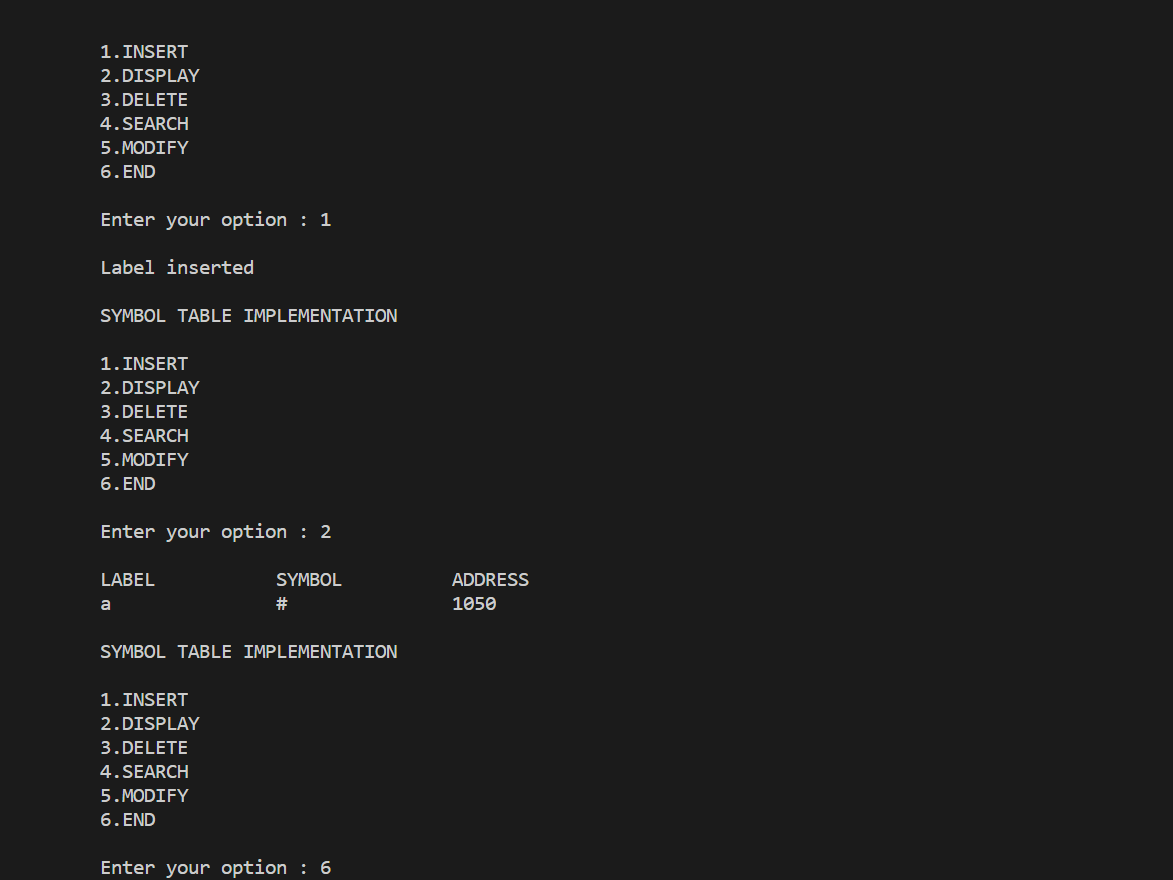 1.INSERT
2.DISPLAY
3.DELETE
4.SEARCH
5.MODIFY
6.END
Enter your option : 1
Label inserted
SYMBOL TABLE IMPLEMENTATION
1.INSERT
2.DISPLAY
3.DELETE
4.SEARCH
5.MODIFY
6.END
Enter your option : 2
LABEL SYMBOL ADDRESS
a # 1050
SYMBOL TABLE IMPLEMENTATION
1.INSERT
2.DISPLAY
3.DELETE
4.SEARCH
5.MODIFY
6.END
Enter your option : 6